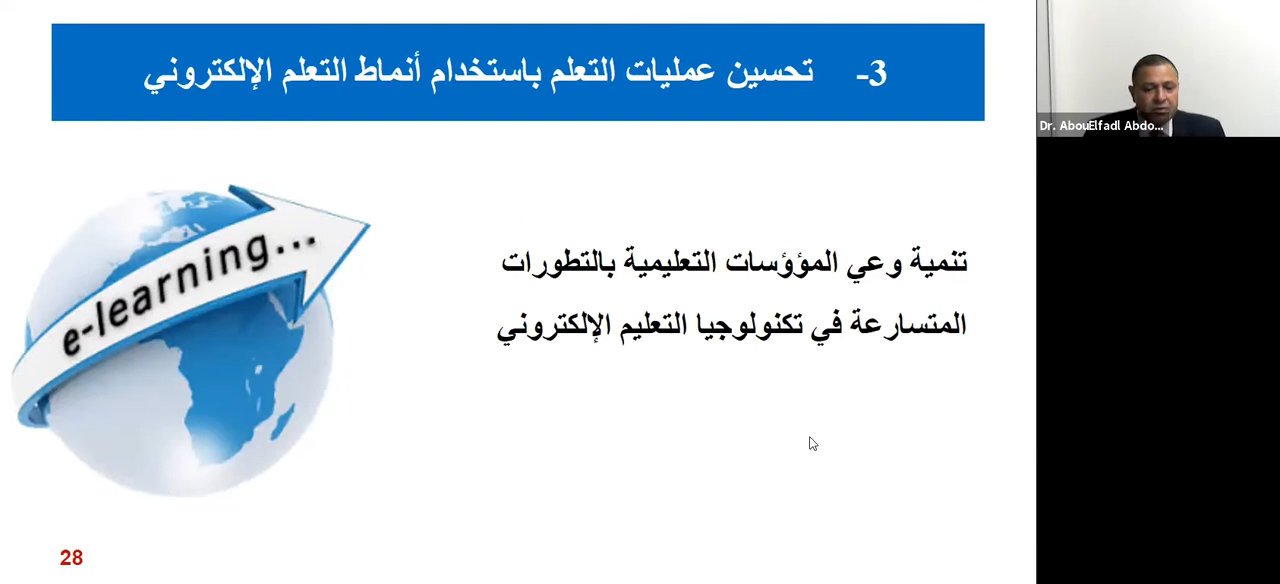 3- تحسين عمليات التعلم باستخدام أنماط التعلم الإلكتروني
Dr. AbouElfadl Abdo...
e-learning...
تنمية وعي المؤؤسات التعليمية بالتطورات
المتسارعة في تكنولوجيا التعليم الإلكتروني
28